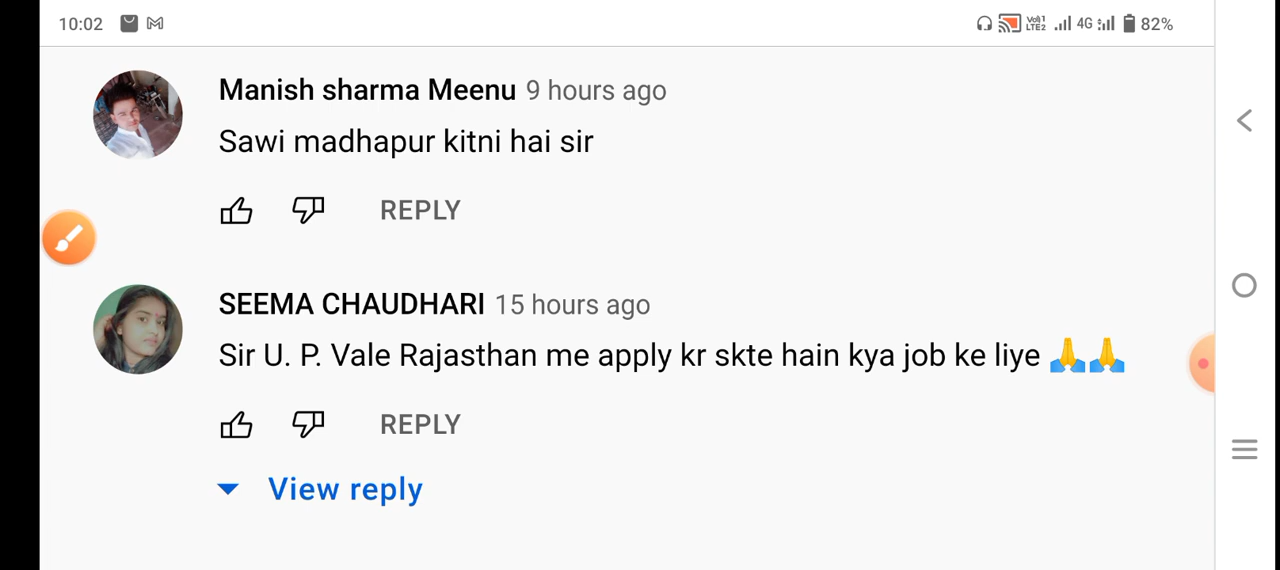 10:02 4G 82%
Manish sharma Meenu 9 hours ago
Sawi madhapur kitni hai sir
REPLY
SEEMA CHAUDHARI 15 hours ago
Sir U. P. Vale Rajasthan me apply kr skte hain kya job ke liye 🙏🙏
REPLY
View reply